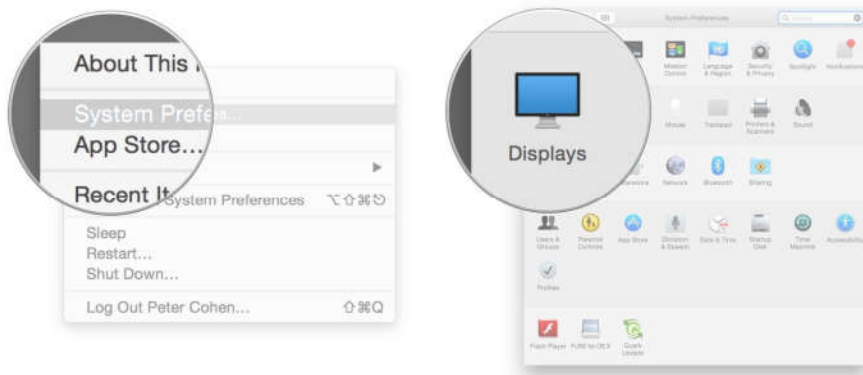 About This
System Prefe...
App Store...
Recent It
System Preferences ⌥⇧⌘⎋
Sleep
Restart...
Shut Down...
Log Out Peter Cohen... ⇧⌘Q
System Preferences
Displays
Mission Control
Language & Region
Security & Privacy
Spotlight
Notifications
Mouse
Trackpad
Printers & Scanners
Sound
Network
Bluetooth
Sharing
Users & Groups
Parental Controls
App Store
Dictation & Speech
Date & Time
Startup Disk
Time Machine
Accessibility
Profiles
Flash Player
FUSE for OS X
Quark Update